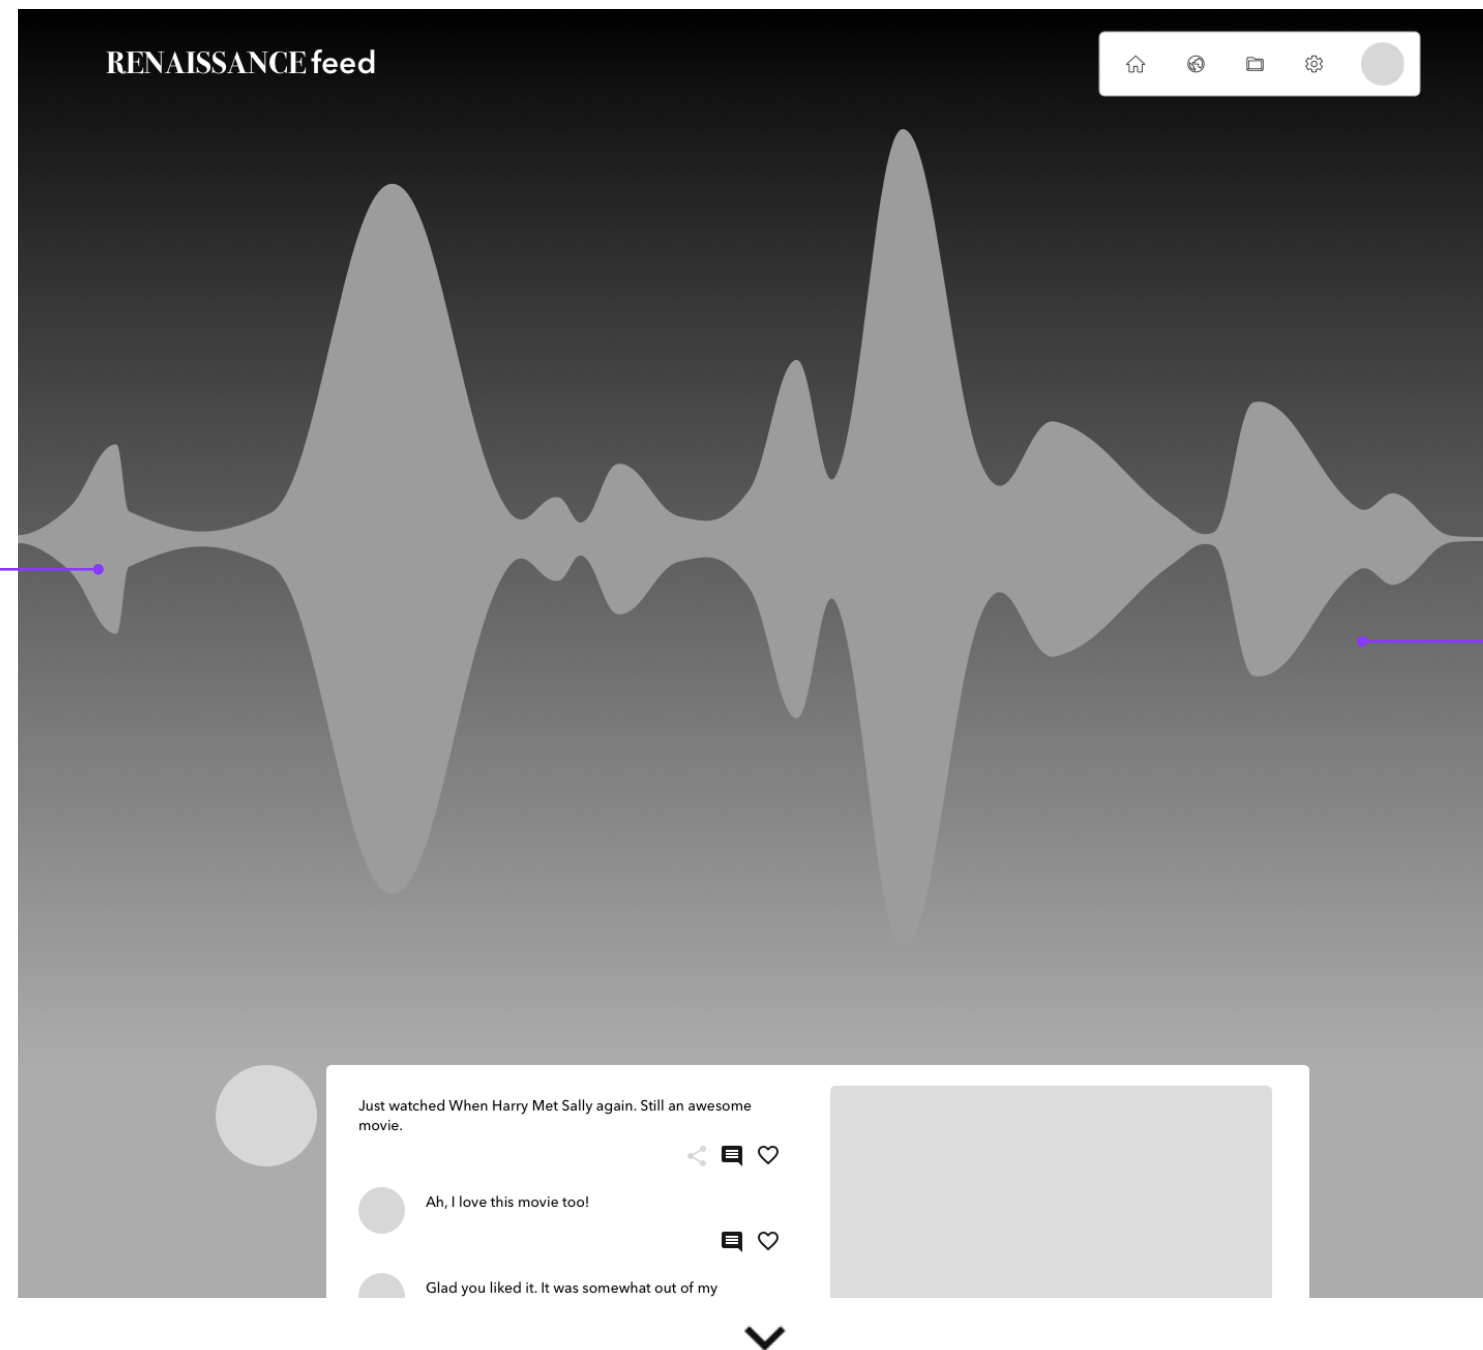 RENAISSANCE feed
Just watched When Harry Met Sally again. Still an awesome
movie.
Ah, I love this movie too!
Glad you liked it. It was somewhat out of my